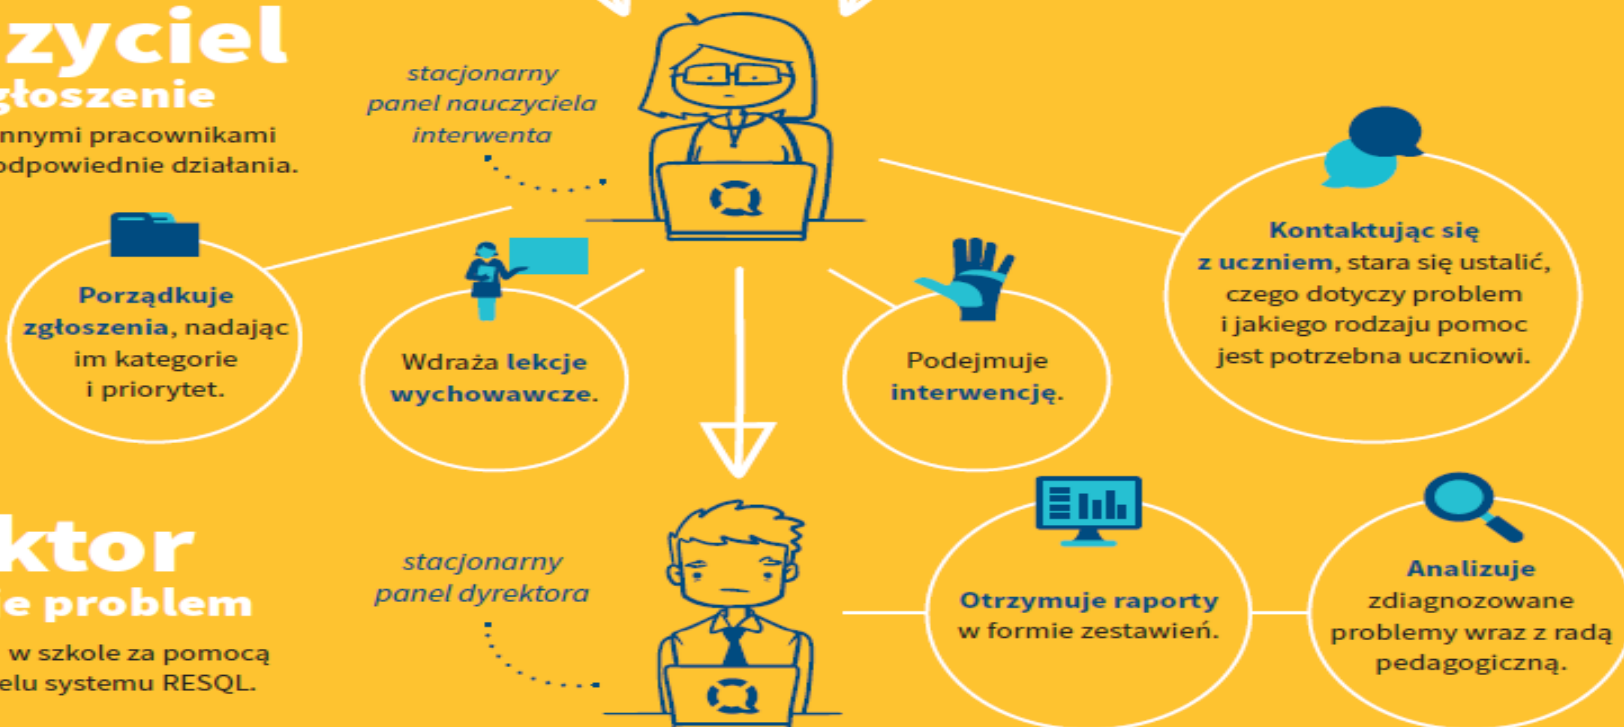 zyciel
głoszenie
nnymi pracownikami
odpowiednie działania.
stacjonarny
panel nauczyciela
interwenta
Porządkuje
zgłoszenia, nadając
im kategorie
i priorytet.
Wdraża lekcje
wychowawcze.
Podejmuje
interwencję.
Kontaktując się
z uczniem, stara się ustalić,
czego dotyczy problem
i jakiego rodzaju pomoc
jest potrzebna uczniowi.
ktor
e problem
w szkole za pomocą
elu systemu RESQL.
stacjonarny
panel dyrektora
Otrzymuje raporty
w formie zestawień.
Analizuje
zdiagnozowane
problemy wraz z radą
pedagogiczną.